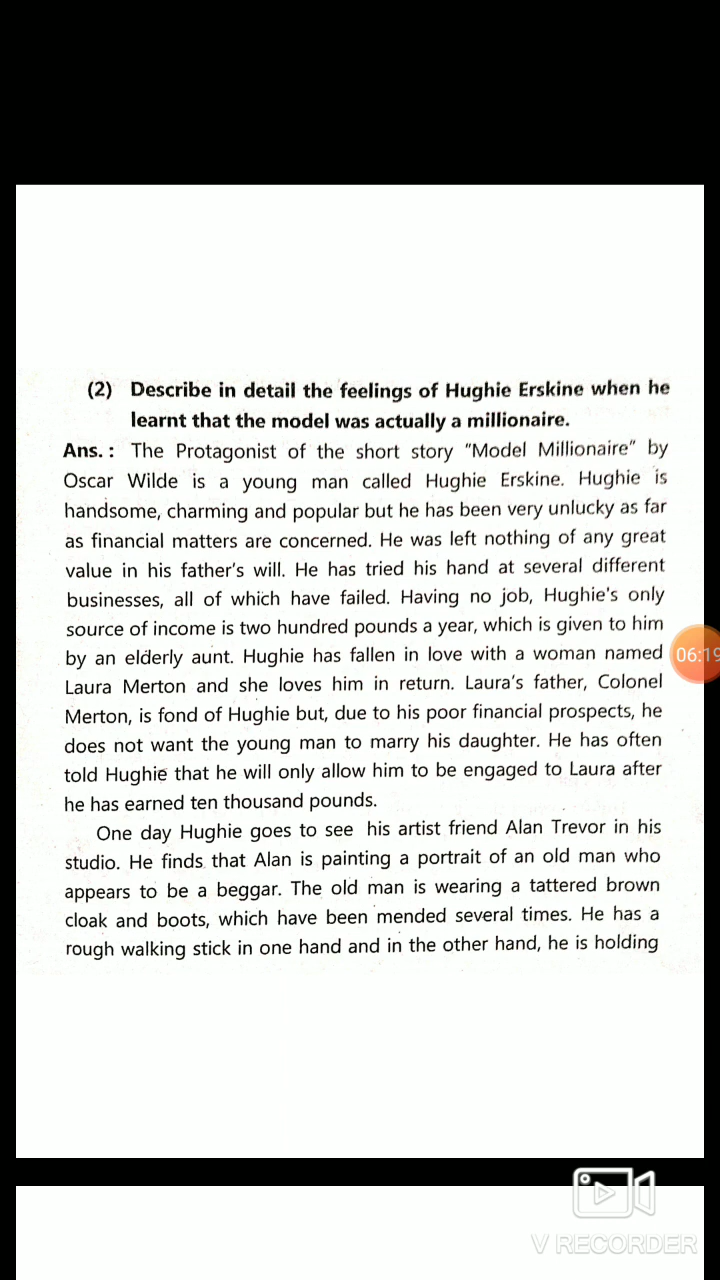 (2) Describe in detail the feelings of Hughie Erskine when he
learnt that the model was actually a millionaire.
Ans. : The Protagonist of the short story "Model Millionaire" by
Oscar Wilde is a young man called Hughie Erskine. Hughie is
handsome, charming and popular but he has been very unlucky as far
as financial matters are concerned. He was left nothing of any great
value in his father's will. He has tried his hand at several different
businesses, all of which have failed. Having no job, Hughie's only
source of income is two hundred pounds a year, which is given to him
by an elderly aunt. Hughie has fallen in love with a woman named
06:19
Laura Merton and she loves him in return. Laura's father, Colonel
Merton, is fond of Hughie but, due to his poor financial prospects, he
does not want the young man to marry his daughter. He has often
told Hughie that he will only allow him to be engaged to Laura after
he has earned ten thousand pounds.
One day Hughie goes to see his artist friend Alan Trevor in his
studio. He finds that Alan is painting a portrait of an old man who
appears to be a beggar. The old man is wearing a tattered brown
cloak and boots, which have been mended several times. He has a
rough walking stick in one hand and in the other hand, he is holding
V RECORDER